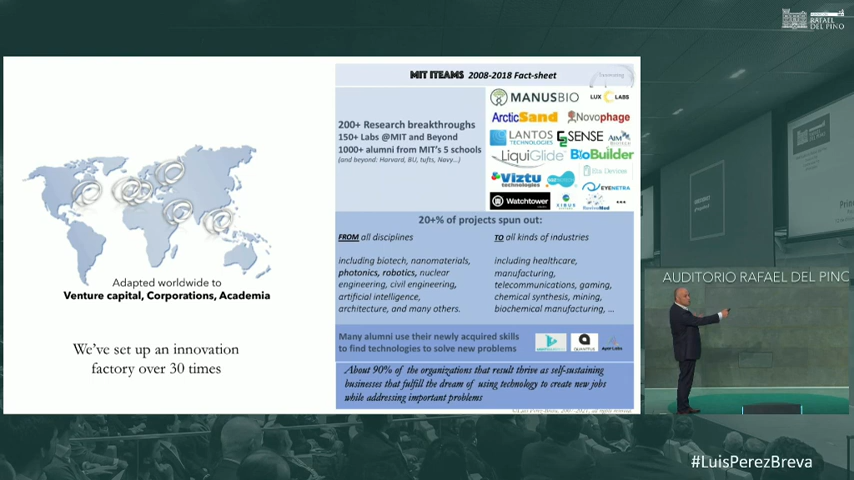 RAFAEL
DEL PINO
MIT ITEAMS 2008-2018 Fact-sheet
200+ Research breakthroughs
150+ Labs @MIT and Beyond
1000+ alumni from MIT's 5 schools
(and beyond: Harvard, BU, tufts, Navy...)
MANUSBIO
LUX LABS
ArcticSand
Novophage
LANTOS
TECHNOLOGIES
C2SENSE
AIM
LiquiGlide
BioBuilder
Viztu
technologies
EYENETRA
Watchtower
...
20+% of projects spun out:
FROM all disciplines
TO all kinds of industries
including biotech, nanomaterials,
photonics, robotics, nuclear
engineering, civil engineering,
artificial intelligence,
architecture, and many others.
including healthcare,
manufacturing,
telecommunications, gaming,
chemical synthesis, mining,
biochemical manufacturing, ...
Many alumni use their newly acquired skills
to find technologies to solve new problems
About 90% of the organizations that result thrive as self-sustaining
businesses that fulfill the dream of using technology to create new jobs
while addressing important problems
Adapted worldwide to
Venture capital, Corporations, Academia
We've set up an innovation
factory over 30 times
AUDITORIO RAFAEL DEL PINO
#LuisPerezBreva